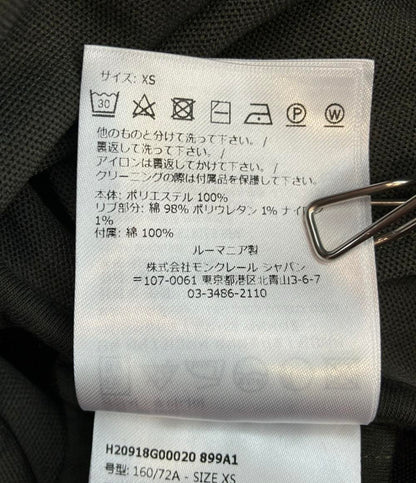 サイズ: XS
30
P
W
他のものと分けて洗って下さい。/
裏返して洗って下さい。/
アイロンは裏返してかけて下さい。/
クリーニングの際は付属品を保護して下さい。
本体: ポリエステル 100%
リブ部分: 綿 98% ポリウレタン 1% ナイロ
1%
付属: 綿 100%
ルーマニア製
株式会社モンクレール ジャパン
〒107-0061 東京都港区北青山3-6-7
03-3486-2110
H20918G00020 899A1
号型: 160/72A - SIZE XS